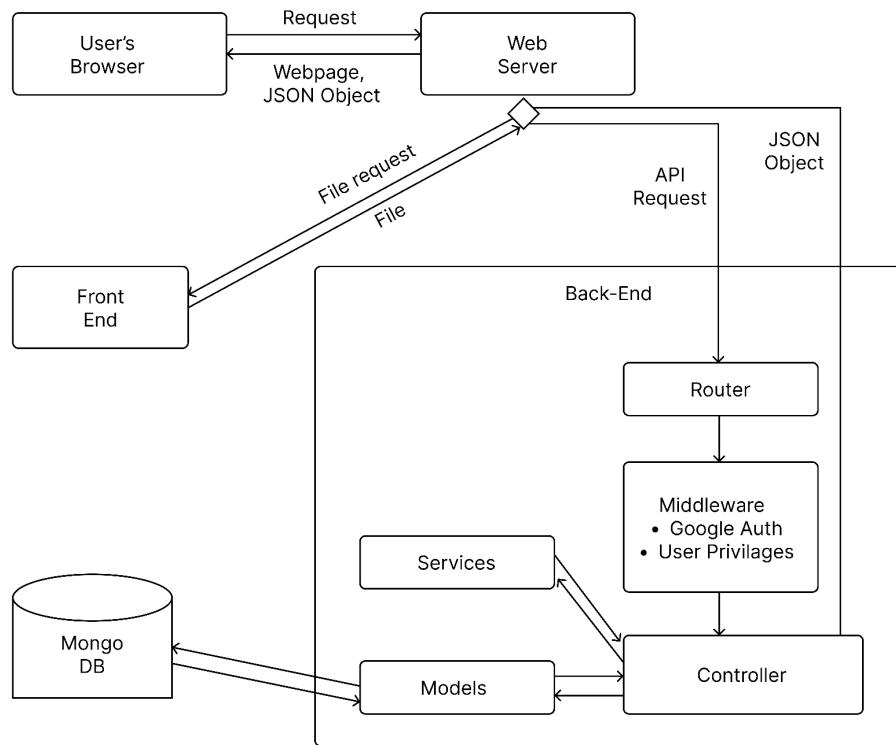 User's
Browser
Request
Webpage,
JSON Object
Web
Server
File request
File
API
Request
JSON
Object
Front
End
Back-End
Router
Middleware
• Google Auth
• User Privilages
Services
Mongo
DB
Models
Controller